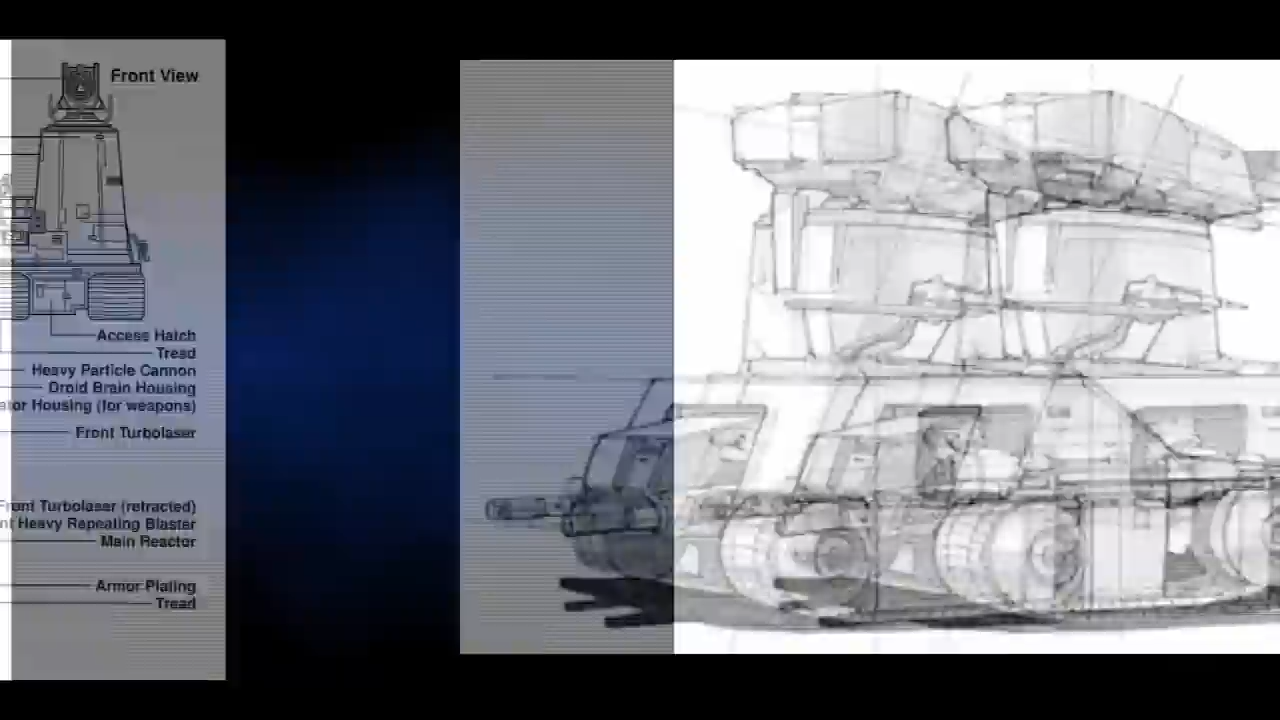 Front View
Access Hatch
Tread
Heavy Particle Cannon
Droid Brain Housing
Housing (for weapons)
Front Turbolaser
Front Turbolaser (retracted)
Heavy Repeating Blaster
Main Reactor
Armor Plating
Tread